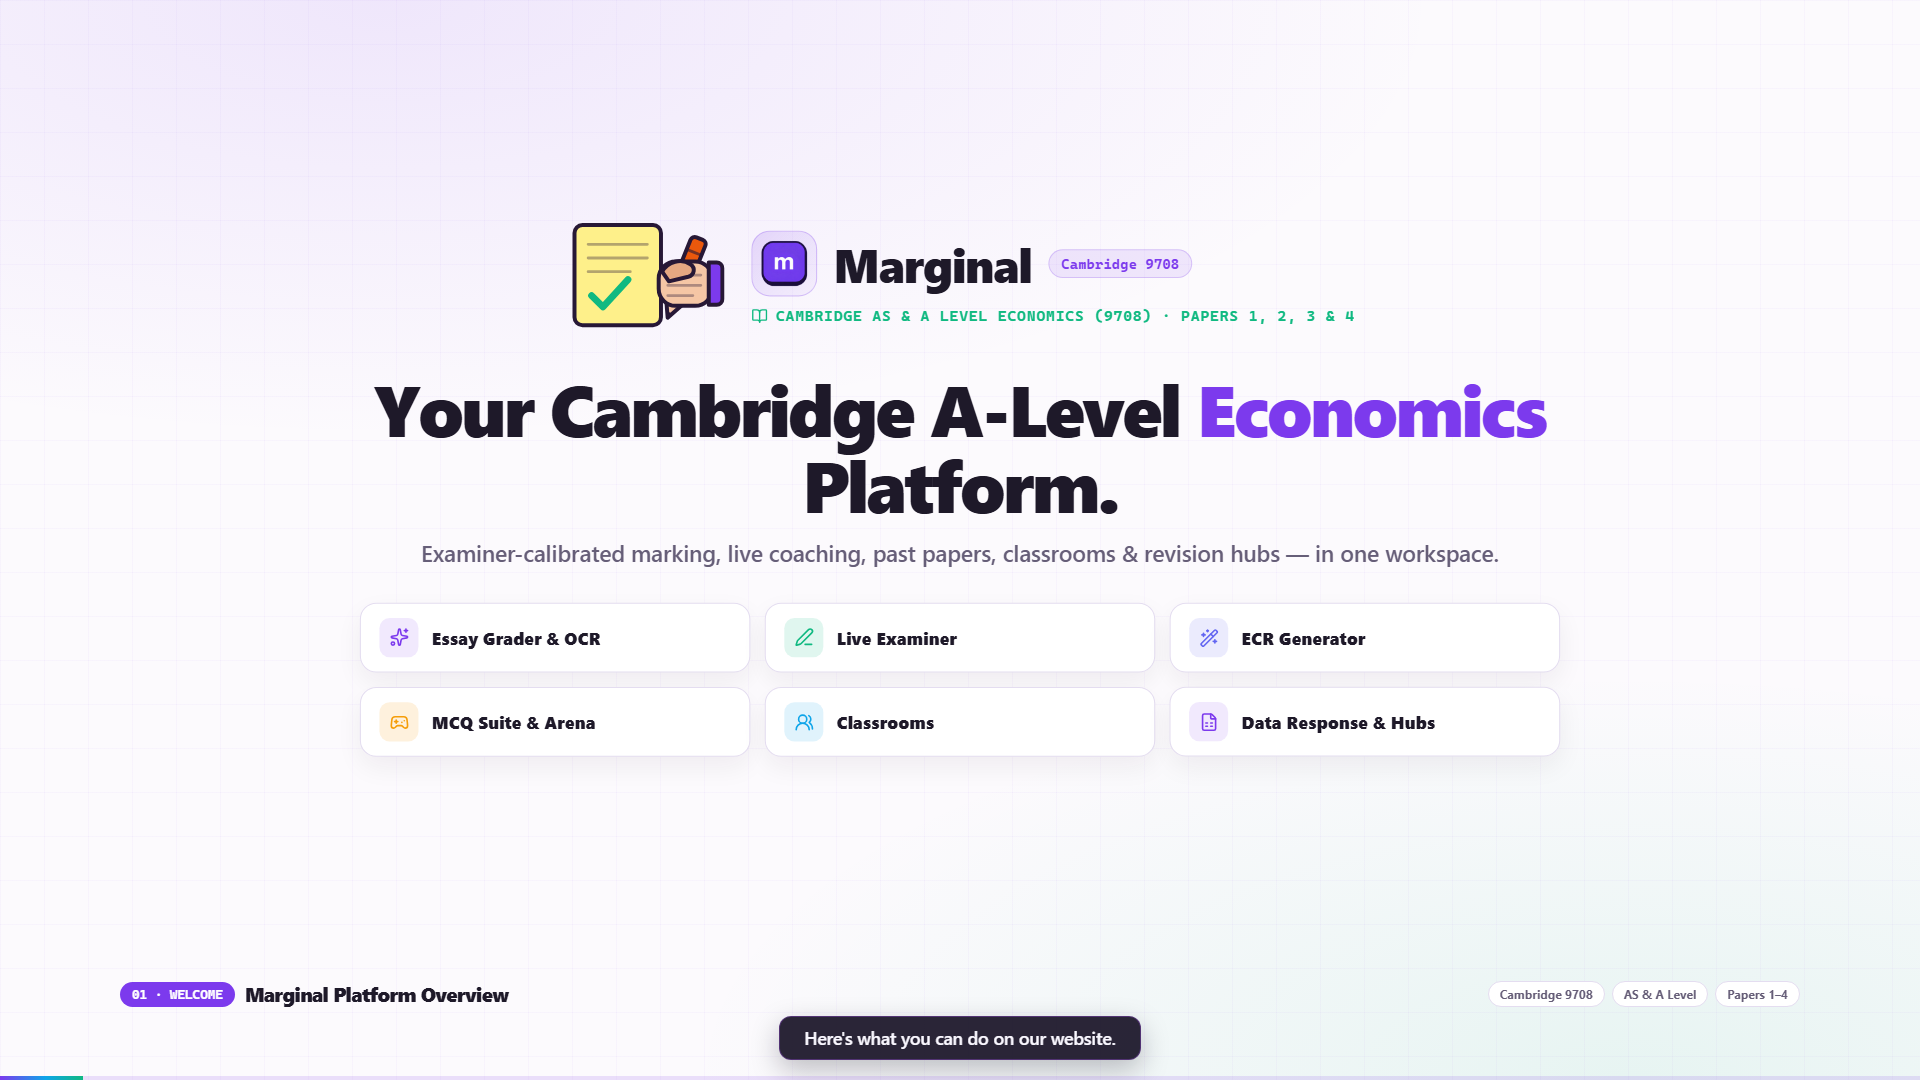 m
Marginal
Cambridge 9708
CAMBRIDGE AS & A LEVEL ECONOMICS (9708) · PAPERS 1, 2, 3 & 4
Your Cambridge A-Level Economics
Platform.
Examiner-calibrated marking, live coaching, past papers, classrooms & revision hubs — in one workspace.
Essay Grader & OCR
Live Examiner
ECR Generator
MCQ Suite & Arena
Classrooms
Data Response & Hubs
01 · WELCOME
Marginal Platform Overview
Cambridge 9708
AS & A Level
Papers 1–4
Here's what you can do on our website.